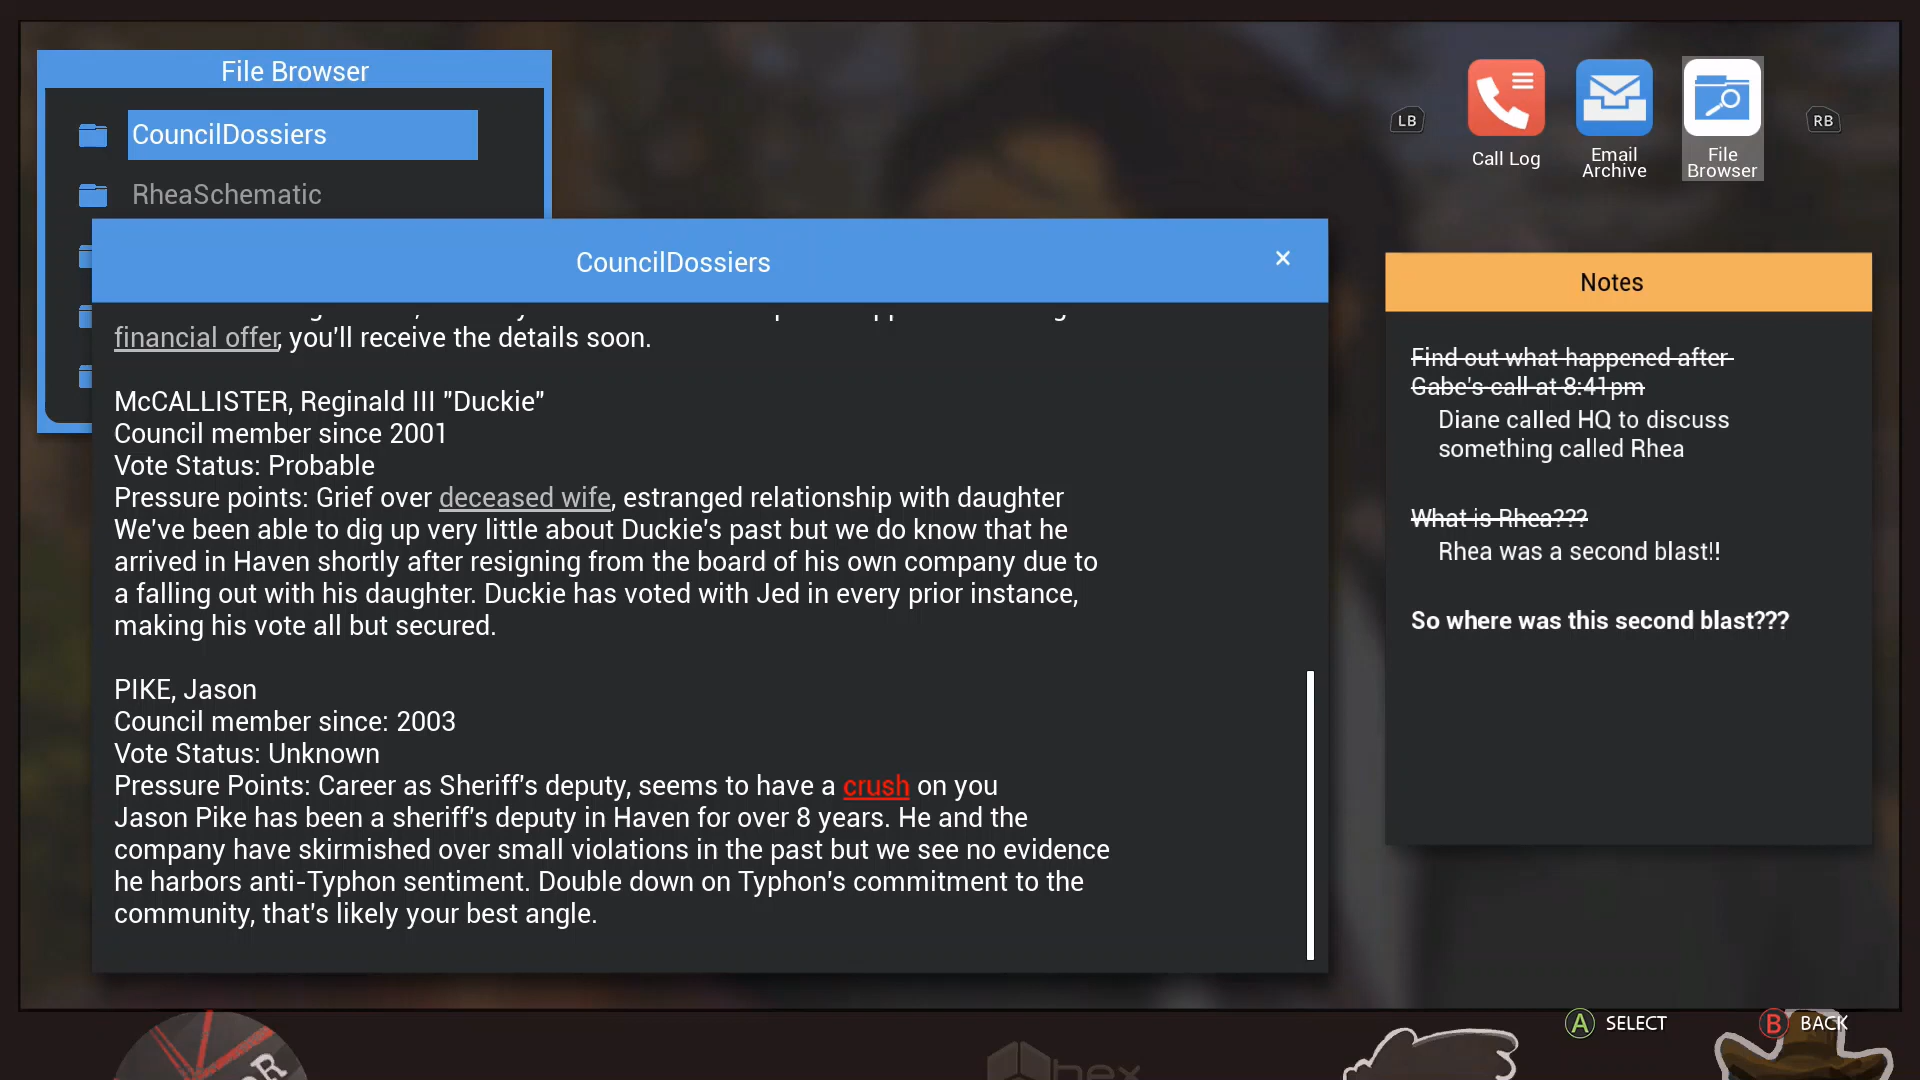 File Browser
CouncilDossiers
RheaSchematic
LB
Call Log
Email
Archive
File
Browser
RB
CouncilDossiers
×
financial offer, you'll receive the details soon.
McCALLISTER, Reginald III "Duckie"
Council member since 2001
Vote Status: Probable
Pressure points: Grief over deceased wife, estranged relationship with daughter
We've been able to dig up very little about Duckie's past but we do know that he
arrived in Haven shortly after resigning from the board of his own company due to
a falling out with his daughter. Duckie has voted with Jed in every prior instance,
making his vote all but secured.
PIKE, Jason
Council member since: 2003
Vote Status: Unknown
Pressure Points: Career as Sheriff's deputy, seems to have a crush on you
Jason Pike has been a sheriff's deputy in Haven for over 8 years. He and the
company have skirmished over small violations in the past but we see no evidence
he harbors anti-Typhon sentiment. Double down on Typhon's commitment to the
community, that's likely your best angle.
Notes
Find out what happened after
Gabe's call at 8:41pm
Diane called HQ to discuss
something called Rhea
What is Rhea???
Rhea was a second blast!!
So where was this second blast???
A SELECT
B BACK
hex